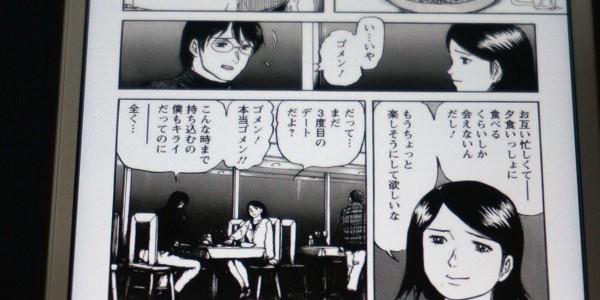 い…いや
ゴメン！
お互い忙しくて――
夕食いっしょに
食べる
くらいしか
会えないん
だしㇵ
もうちょっと
楽しそうにして欲しいな
だって…
まだ
3度目の
デート
だよ？
ゴメン！
本当ゴメン！！
こんな時まで
持ち込むの
僕もキライ
だってのに
――
全く…